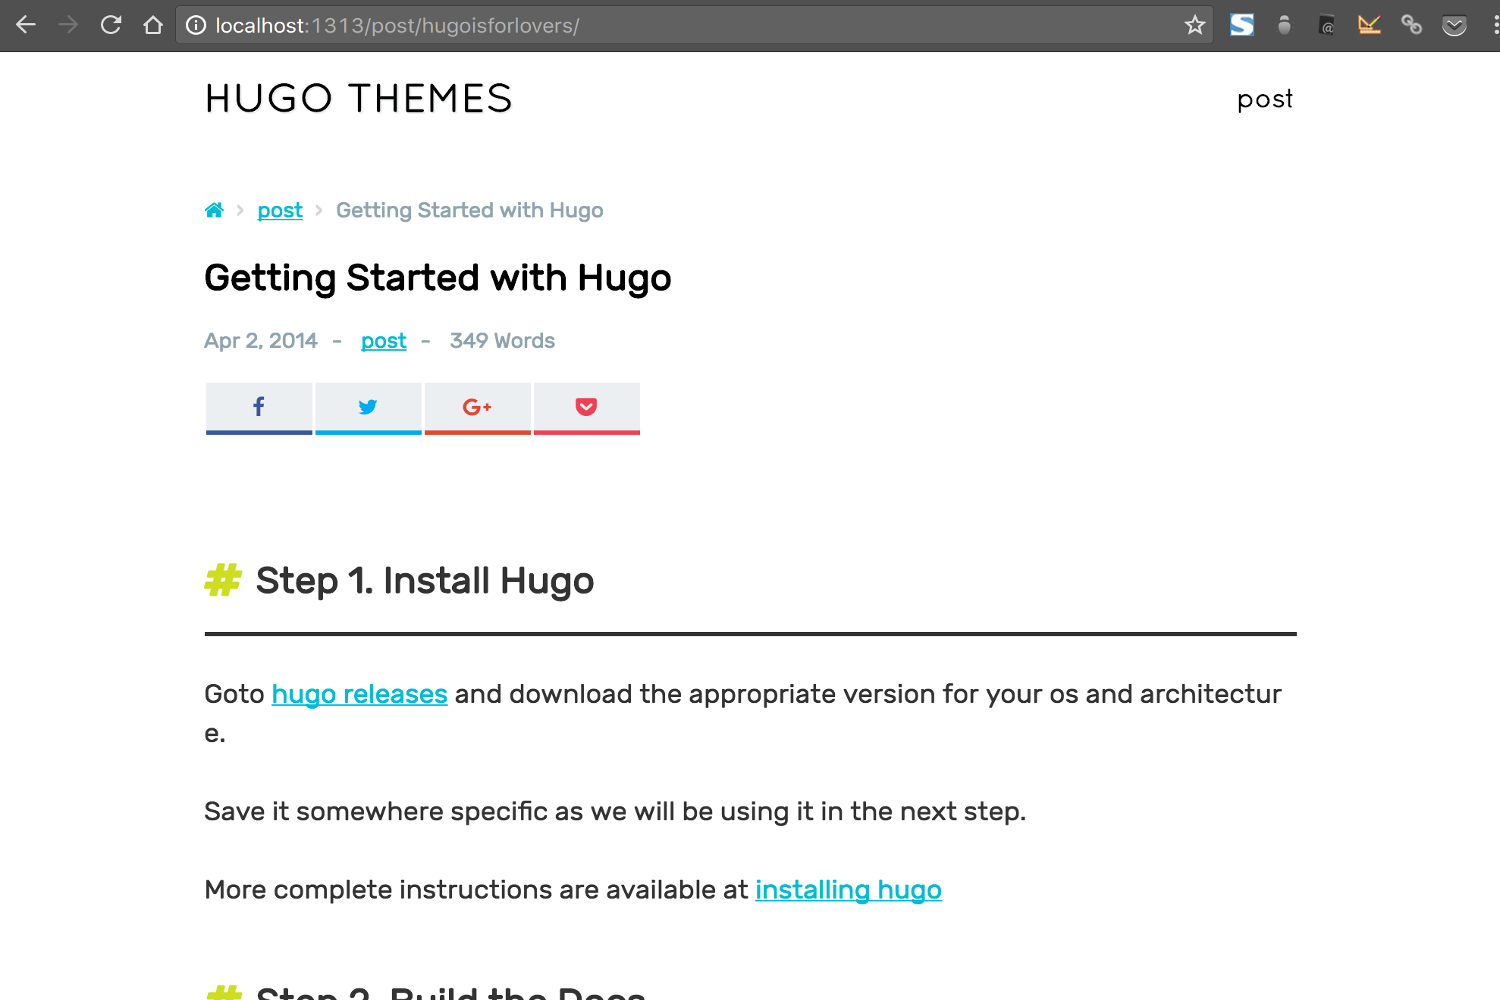 localhost:1313/post/hugoisforlovers/
HUGO THEMES
post
post > Getting Started with Hugo
Getting Started with Hugo
Apr 2, 2014 - post - 349 Words
f G+
# Step 1. Install Hugo
Goto hugo releases and download the appropriate version for your os and architectur
e.
Save it somewhere specific as we will be using it in the next step.
More complete instructions are available at installing hugo
# Step 2. Build the Docs